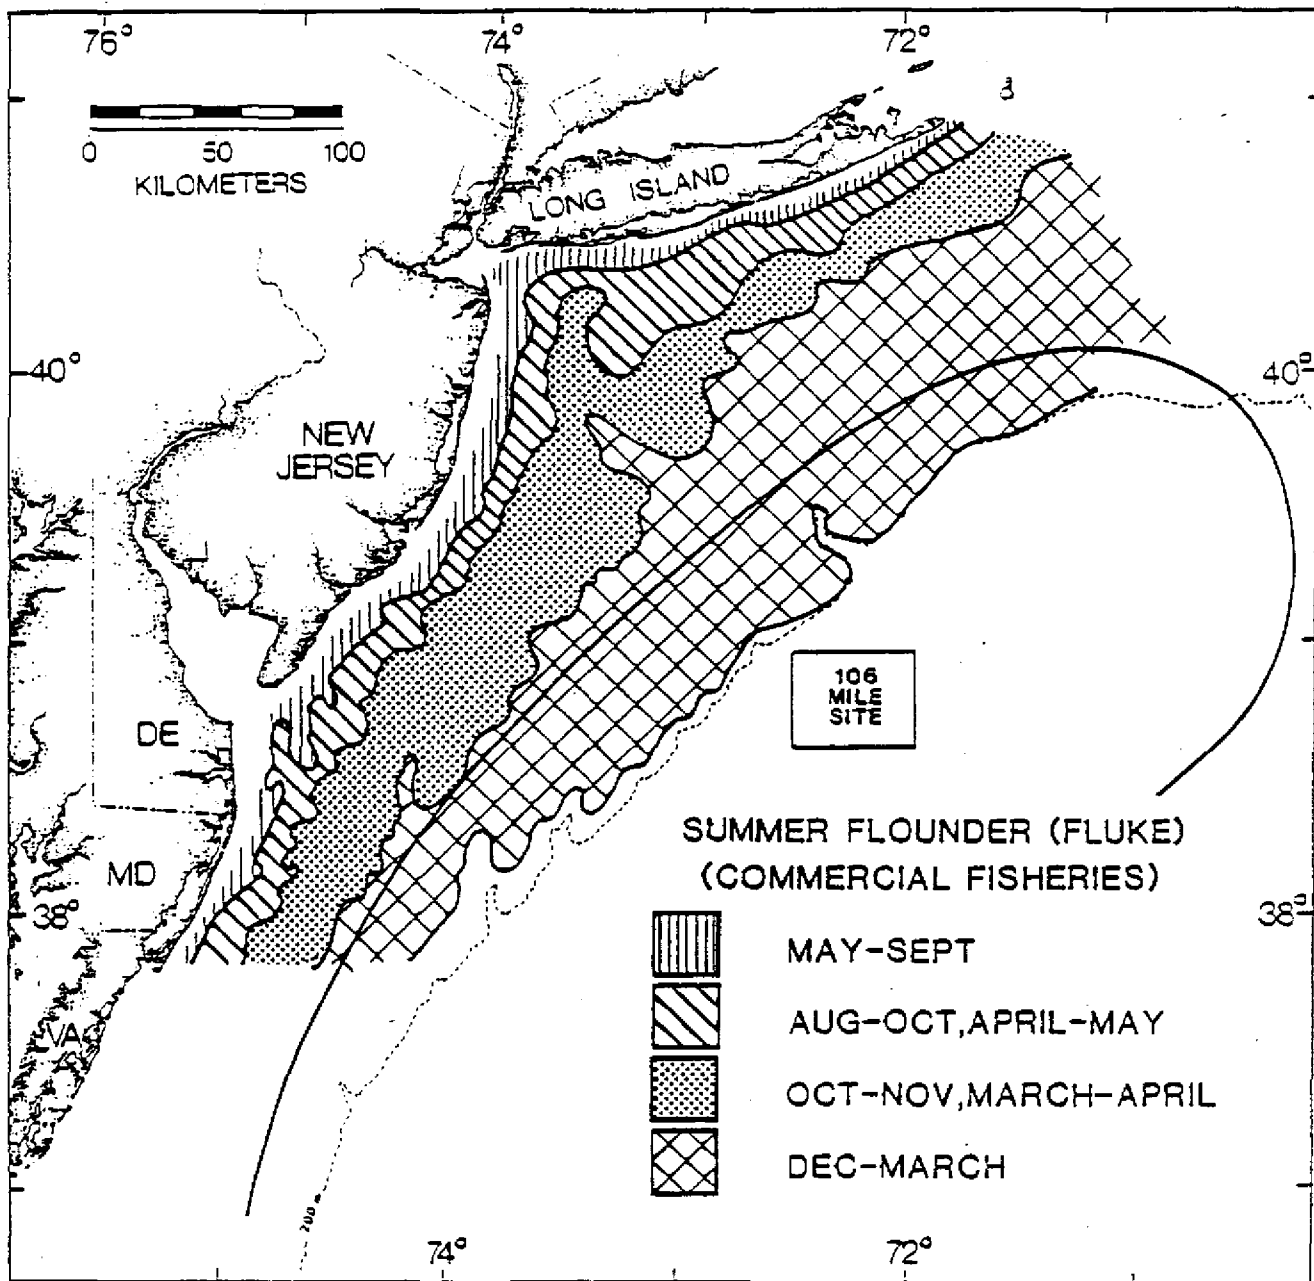 76° 74° 72°
0 50 100
KILOMETERS
LONG ISLAND
40° 40°
NEW
JERSEY
106
MILE
SITE
DE
SUMMER FLOUNDER (FLUKE)
(COMMERCIAL FISHERIES)
MD
38° 38°
MAY-SEPT
AUG-OCT, APRIL-MAY
VA
OCT-NOV, MARCH-APRIL
DEC-MARCH
200 m
74° 72°